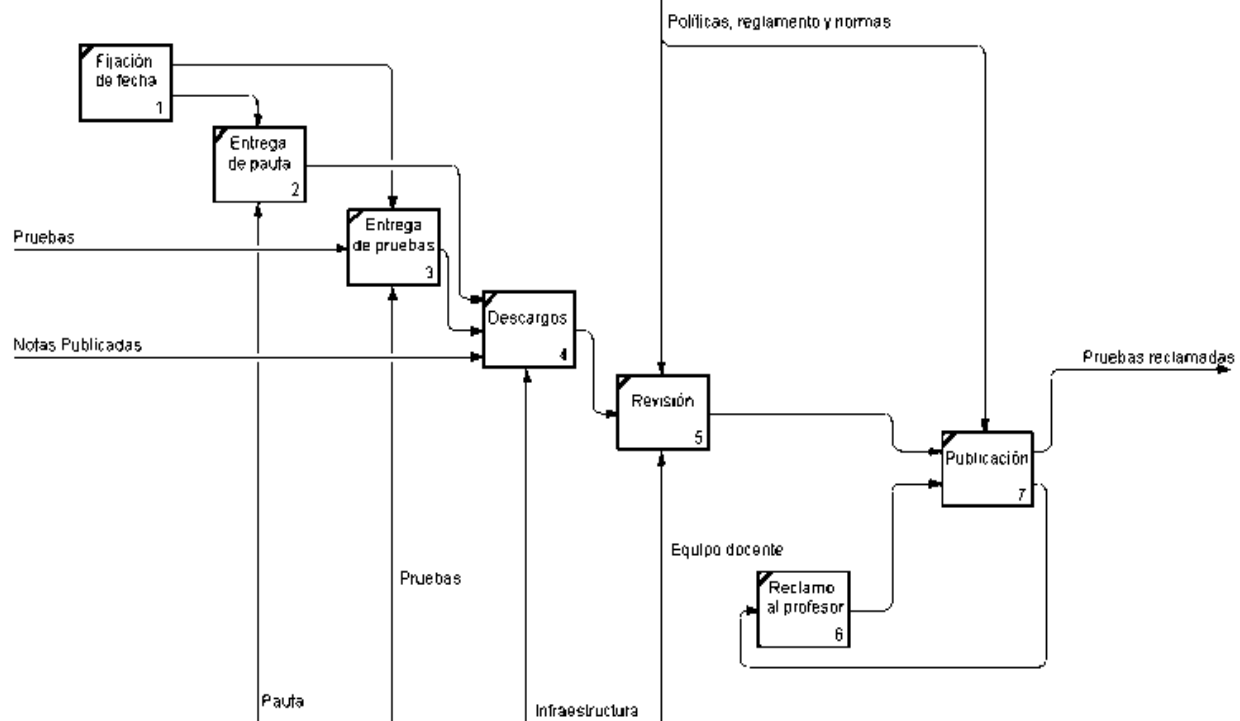 Políticas, reglamento y normas
Fijación
de fecha
1
Entrega
de pauta
2
Pruebas
Entrega
de pruebas
3
Notas Publicadas
Descargos
4
Pruebas reclamadas
Revisión
5
Publicación
7
Equipo docente
Pruebas
Reclamo
al profesor
6
Pauta
Infraestructura